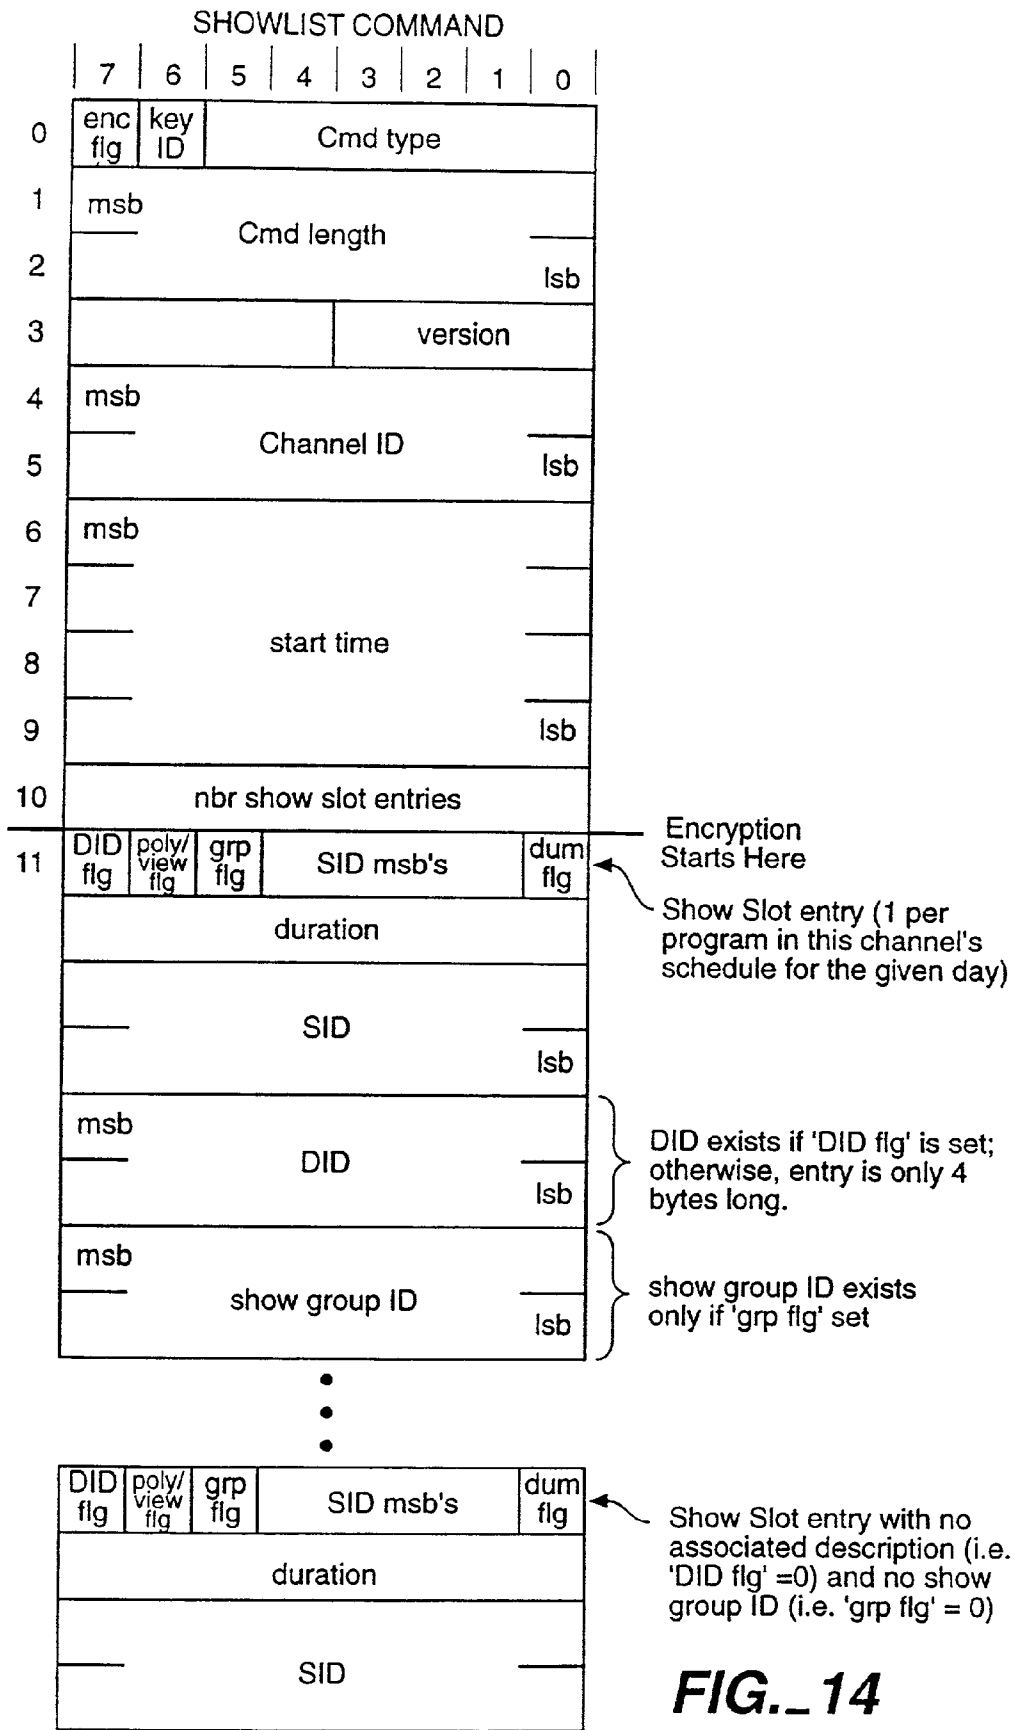 SHOWLIST COMMAND
7 6 5 4 3 2 1 0
0 enc flg key ID Cmd type
1 msb
Cmd length
2 lsb
3 version
4 msb
Channel ID
5 lsb
6 msb
7
start time
8
9 lsb
10 nbr show slot entries
Encryption
Starts Here
11 DID flg poly/ view flg grp flg SID msb's dum flg
Show Slot entry (1 per
program in this channel's
schedule for the given day)
duration
SID
lsb
msb
DID
lsb
DID exists if 'DID flg' is set;
otherwise, entry is only 4
bytes long.
msb
show group ID
lsb
show group ID exists
only if 'grp flg' set
DID flg poly/ view flg grp flg SID msb's dum flg
Show Slot entry with no
associated description (i.e.
'DID flg' =0) and no show
group ID (i.e. 'grp flg' = 0)
duration
SID
FIG._14